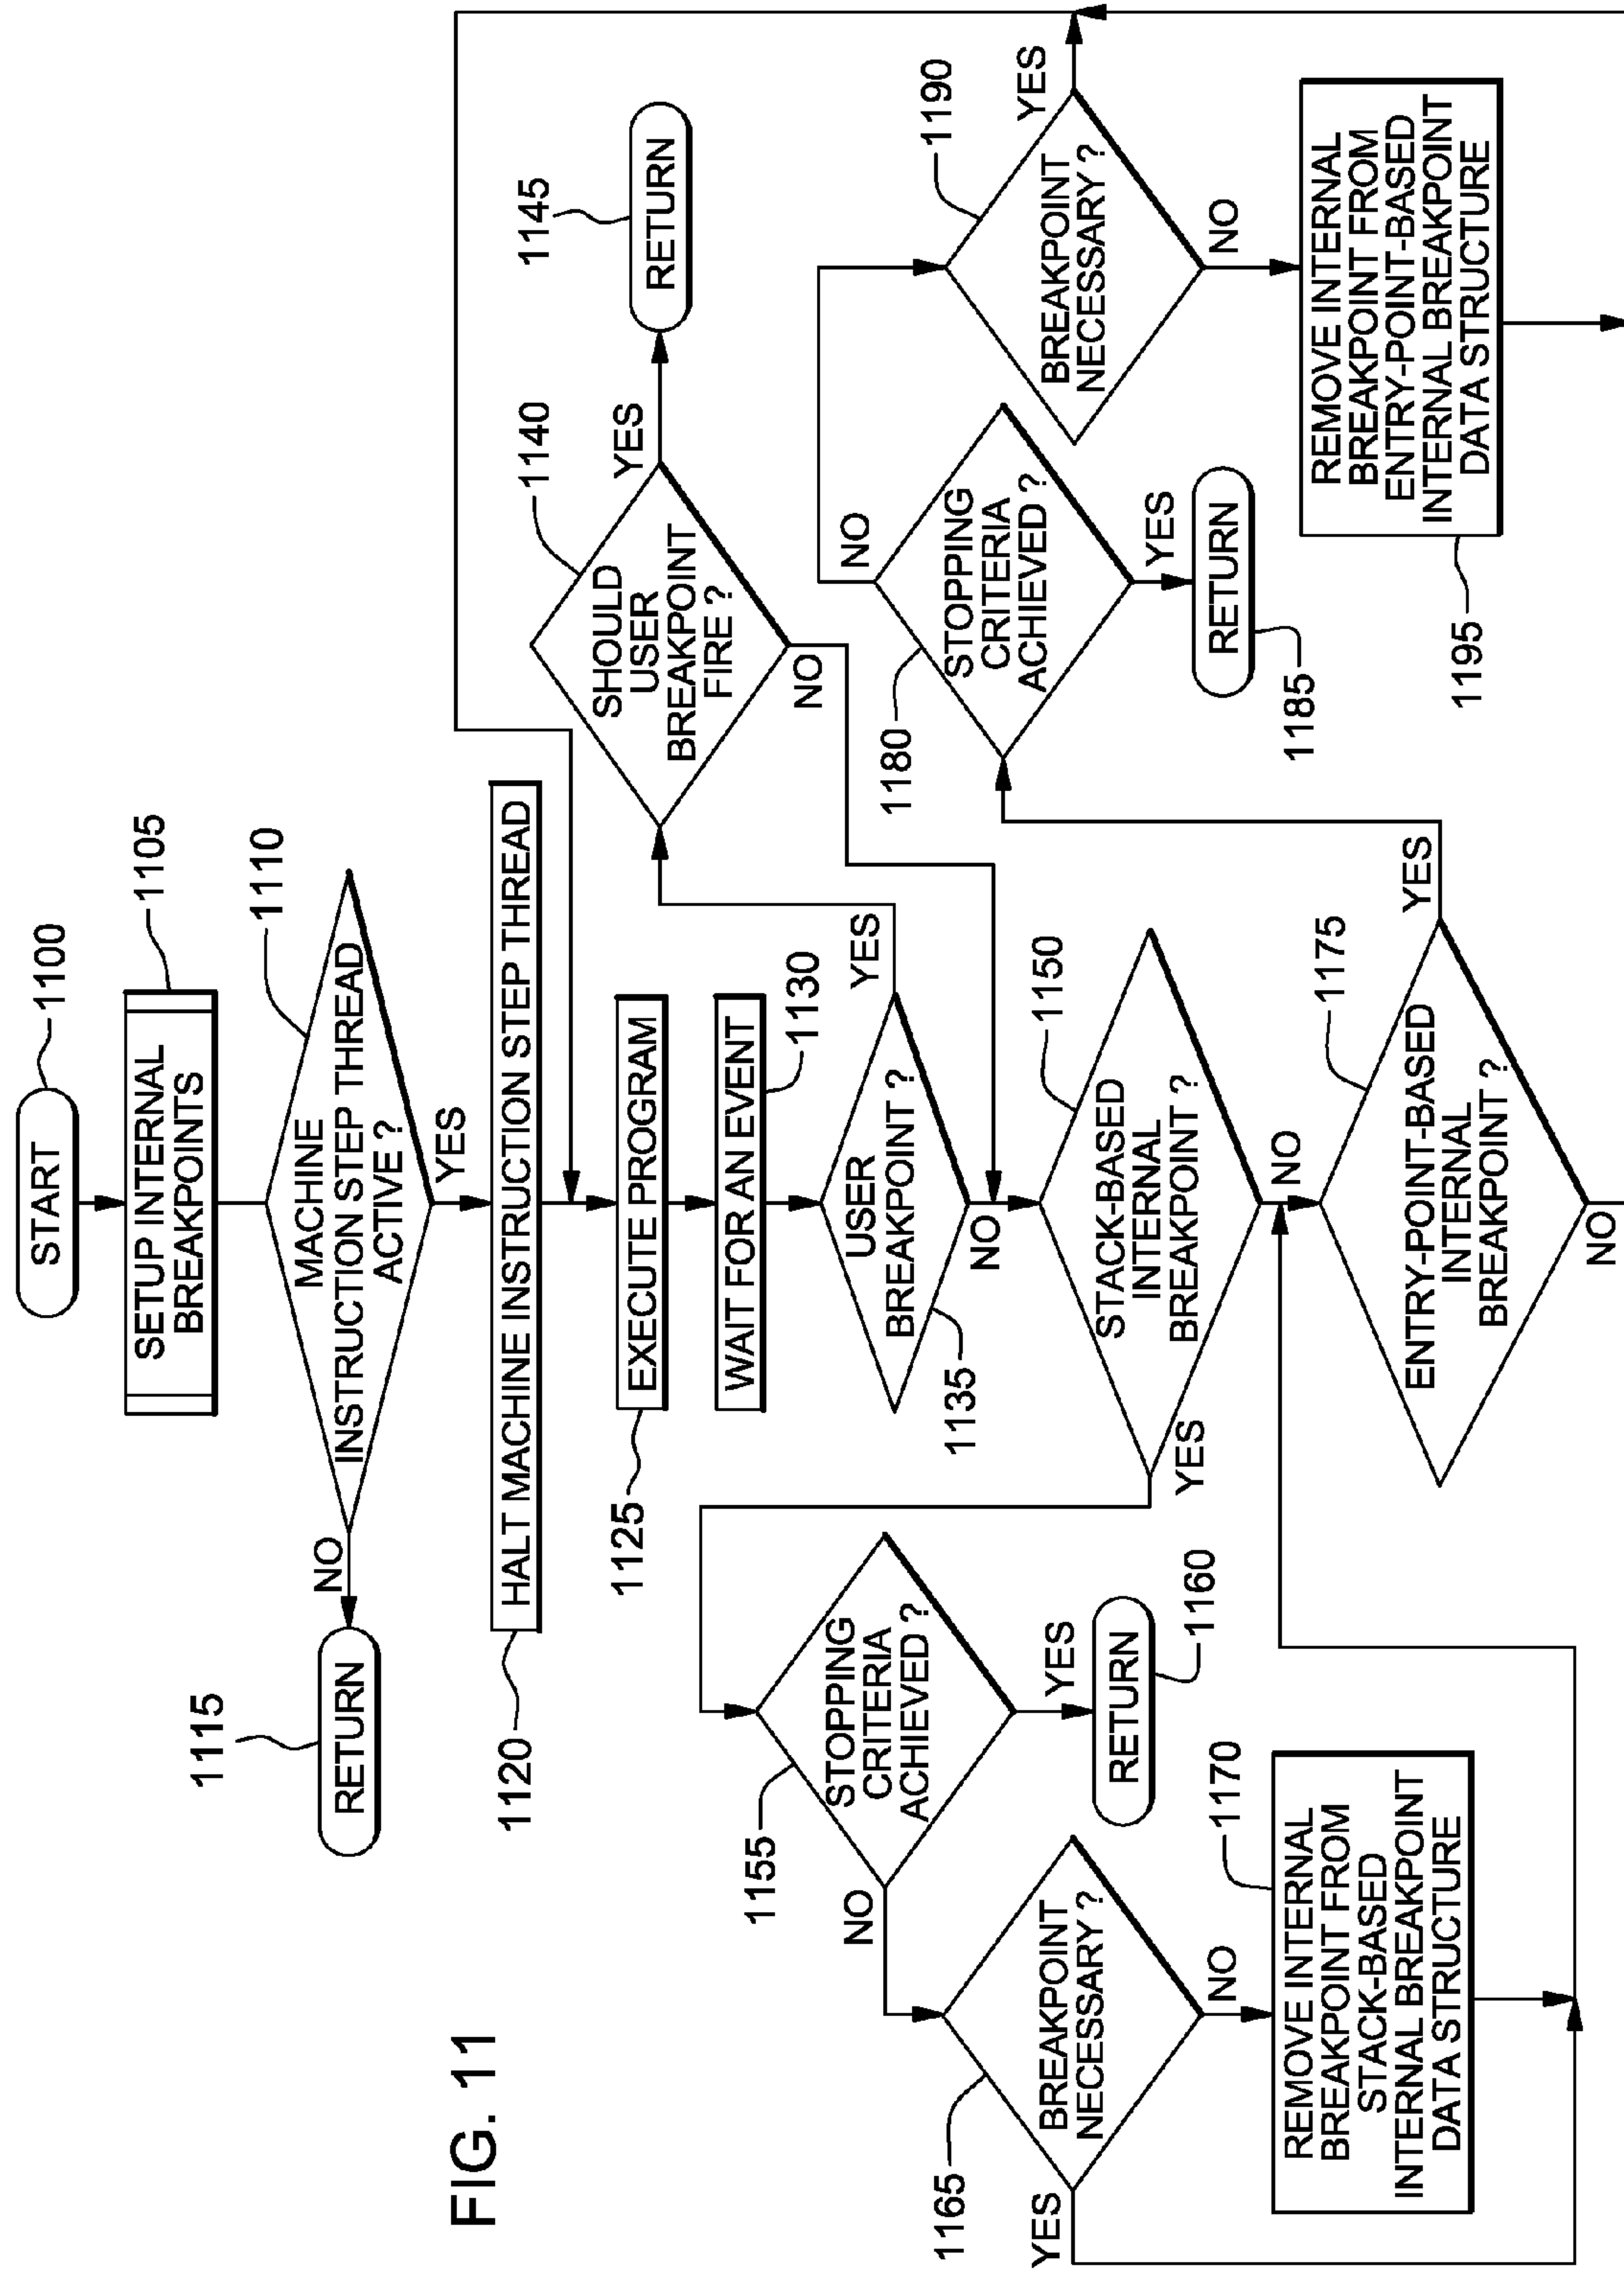 FIG. 11
START
1100
SETUP INTERNAL
BREAKPOINTS
1105
MACHINE
INSTRUCTION STEP THREAD
ACTIVE ?
1110
NO
YES
RETURN
1115
HALT MACHINE INSTRUCTION STEP THREAD
1120
EXECUTE PROGRAM
1125
WAIT FOR AN EVENT
1130
USER
BREAKPOINT ?
1135
YES
NO
SHOULD
USER
BREAKPOINT
FIRE ?
1140
YES
NO
RETURN
1145
STACK-BASED
INTERNAL
BREAKPOINT ?
1150
YES
NO
STOPPING
CRITERIA
ACHIEVED ?
1155
NO
YES
RETURN
1160
BREAKPOINT
NECESSARY ?
1165
YES
NO
REMOVE INTERNAL
BREAKPOINT FROM
STACK-BASED
INTERNAL BREAKPOINT
DATA STRUCTURE
1170
ENTRY-POINT-BASED
INTERNAL
BREAKPOINT ?
1175
YES
NO
STOPPING
CRITERIA
ACHIEVED ?
1180
NO
YES
RETURN
1185
BREAKPOINT
NECESSARY ?
1190
YES
NO
REMOVE INTERNAL
BREAKPOINT FROM
ENTRY-POINT-BASED
INTERNAL BREAKPOINT
DATA STRUCTURE
1195